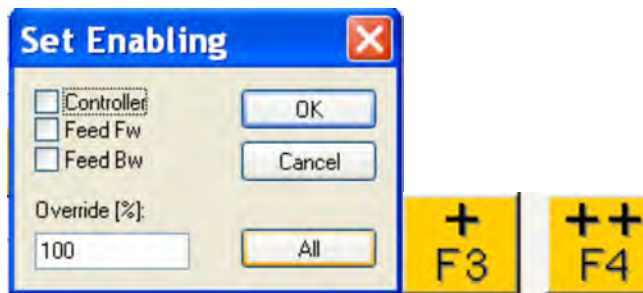 Set Enabling
Controller
Feed Fw
Feed Bw
OK
Cancel
Override [%]:
100
All
+
F3
++
F4